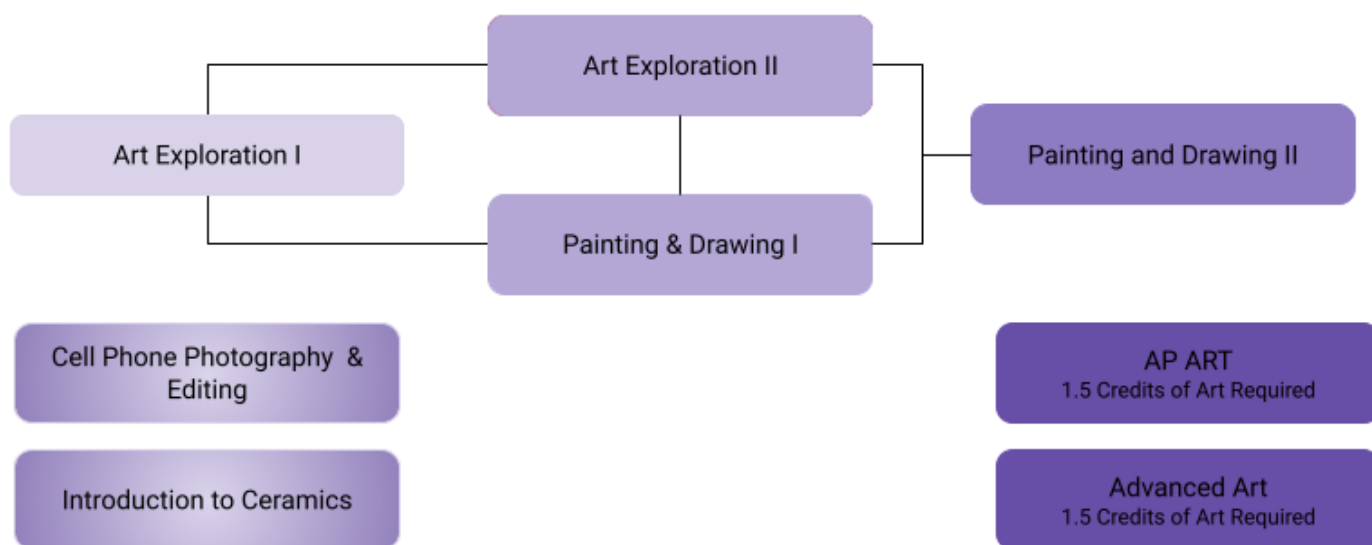 Art Exploration II
Art Exploration I
Painting and Drawing II
Painting & Drawing I
Cell Phone Photography & Editing
AP ART
1.5 Credits of Art Required
Introduction to Ceramics
Advanced Art
1.5 Credits of Art Required